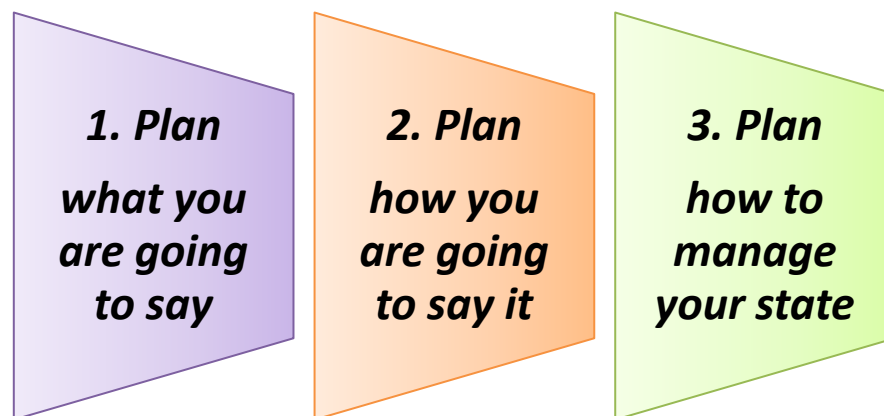 1. Plan
what you
are going
to say
2. Plan
how you
are going
to say it
3. Plan
how to
manage
your state